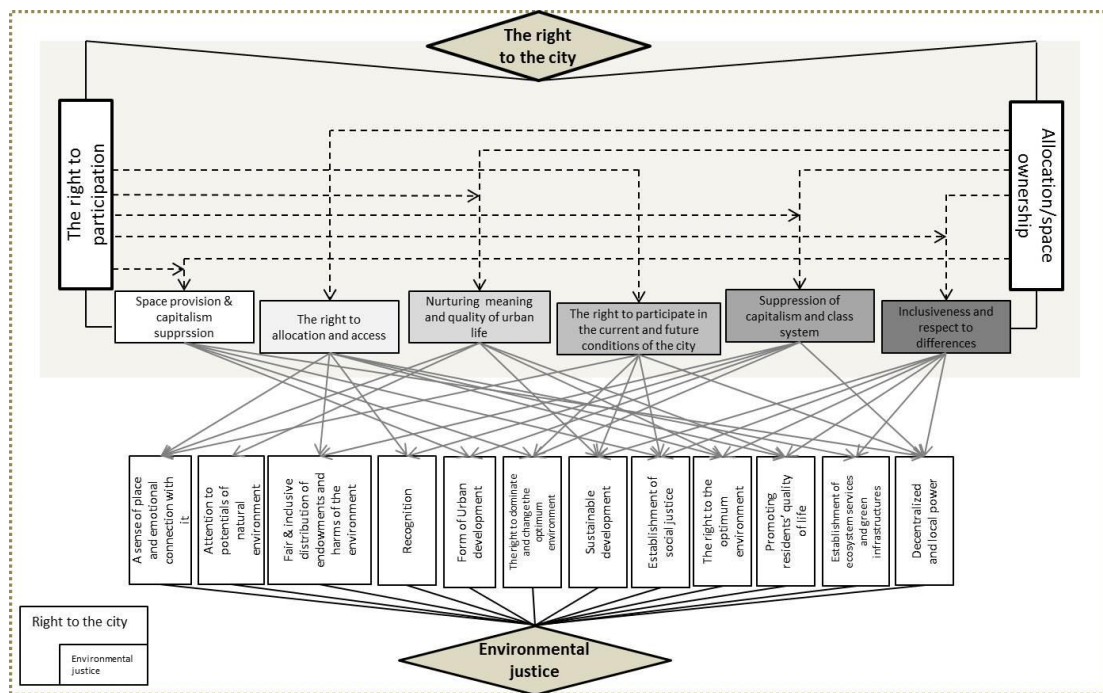 The right
to the city
The right to
participation
Allocation/space
ownership
Space provision &
capitalism
supprssion
The right to
allocation and access
Nurturing meaning
and quality of urban
life
The right to participate in
the current and future
conditions of the city
Suppression of
capitalism and class
system
Inclusiveness and
respect to
differences
A sense of place
and emotional
connection with
it
Attention to
potentials of
natural
environment
Fair & inclusive
distribution of
endowments and
harms of the
environment
Recognition
Form of Urban
development
The right to dominate
and change the
optimum
environment
Sustainable
development
Establishment of
social justice
The right to the
optimum
environment
Promoting
residents' quality
of life
Establishment of
ecosystem services
and green
infrastructures
Decentralized
and local power
Environmental
justice
Right to the city
Environmental
justice